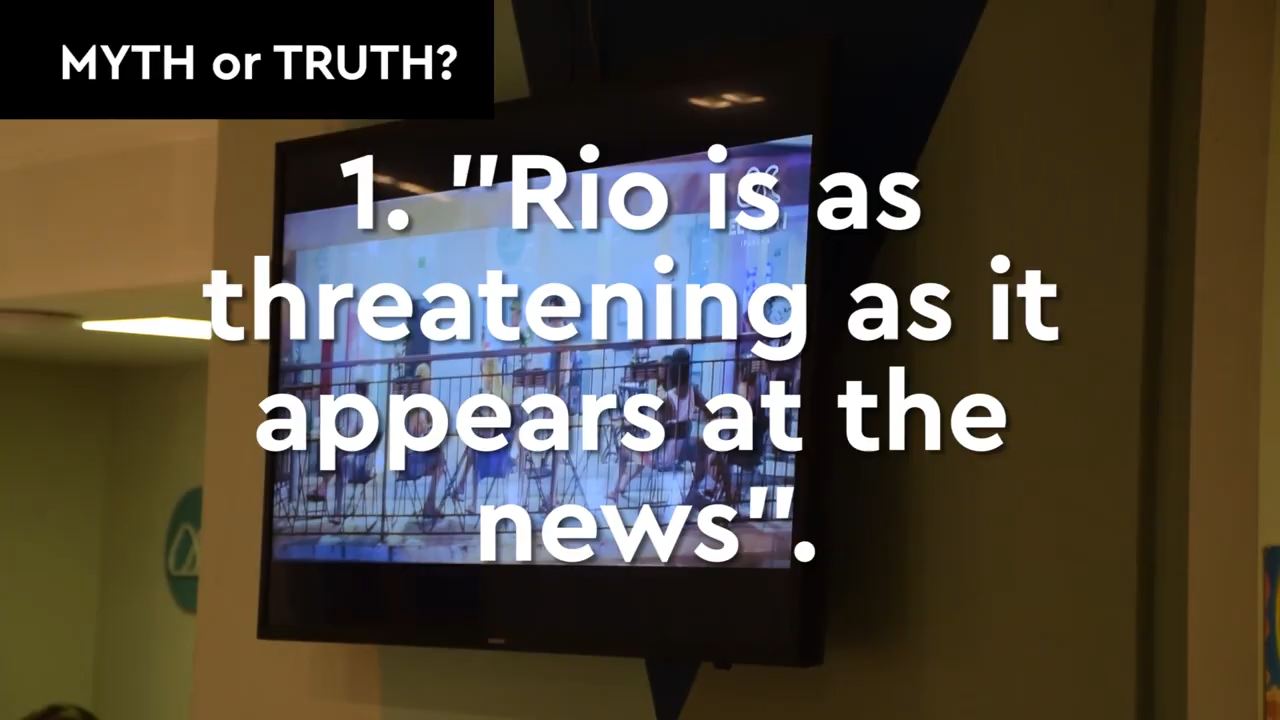 MYTH or TRUTH?
1. "Rio is as
threatening as it
appears at the
news".